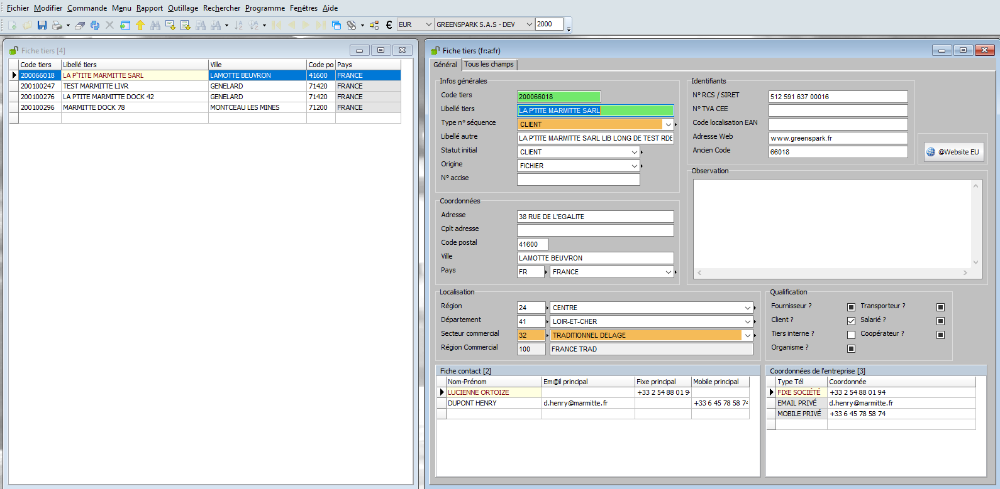 Fichier Modifier Commande Menu Rapport Outillage Rechercher Programme Fenêtres Aide
EUR GREENSPARK S.A.S - DEV 2000
Fiche tiers [4]
Code tiers Libellé tiers Ville Code po Pays
200066018 LA P'TITE MARMITTE SARL LAMOTTE BEUVRON 41600 FRANCE
200100247 TEST MARMITTE LIVR GENELARD 71420 FRANCE
200100276 LA PTITE MARMITTE DOCK 42 GENELARD 71420 FRANCE
200100296 MARMITTE DOCK 78 MONTCEAU LES MINES 71200 FRANCE
Fiche tiers (fr:a:fr)
Général Tous les champs
Infos générales
Code tiers 200066018
Libellé tiers LA P'TITE MARMITTE SARL
Type n° séquence CLIENT
Libellé autre LA P'TITE MARMITTE SARL LIB LONG DE TEST RDE
Statut initial CLIENT
Origine FICHIER
N° accise
Identifiants
N° RCS / SIRET 512 591 637 00016
N° TVA CEE
Code localisation EAN
Adresse Web www.greenspark.fr
Ancien Code 66018
@Website EU
Observation
Coordonnées
Adresse 38 RUE DE L'EGALITE
Cplt adresse
Code postal 41600
Ville LAMOTTE BEUVRON
Pays FR FRANCE
Localisation
Région 24 CENTRE
Département 41 LOIR-ET-CHER
Secteur commercial 32 TRADITIONNEL DELAGE
Région Commercial 100 FRANCE TRAD
Qualification
Fournisseur ? Transporteur ?
Client ? Salarié ?
Tiers interne ? Coopérateur ?
Organisme ?
Fiche contact [2]
Nom-Prénom Em@il principal Fixe principal Mobile principal
LUCIENNE ORTOIZE +33 2 54 88 01 9
DUPONT HENRY d.henry@marmitte.fr +33 6 45 78 58 74
Coordonnées de l'entreprise [3]
Type Tél Coordonnée
FIXE SOCIÉTÉ +33 2 54 88 01 94
EMAIL PRIVÉ d.henry@marmitte.fr
MOBILE PRIVÉ +33 6 45 78 58 74